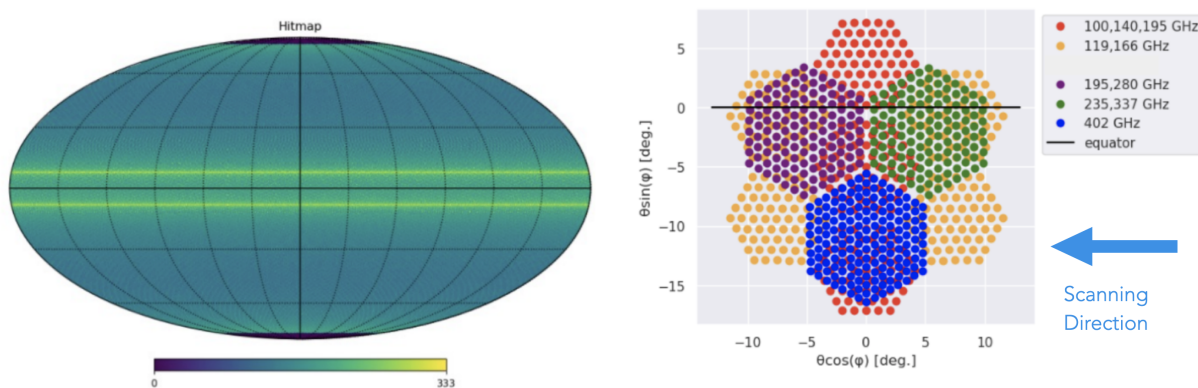 Hitmap
0
333
5
0
−5
−10
−15
θsin(φ) [deg.]
−10
−5
0
5
10
θcos(φ) [deg.]
100,140,195 GHz
119,166 GHz
195,280 GHz
235,337 GHz
402 GHz
equator
Scanning
Direction